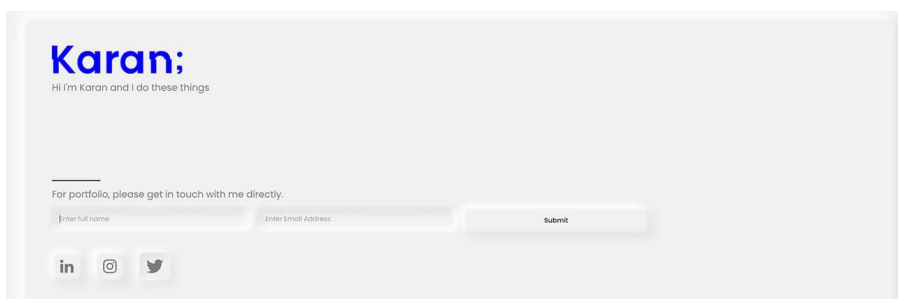 Karan;
Hi I'm Karan and I do these things
For portfolio, please get in touch with me directly.
Enter full name Enter Email Address Submit
in